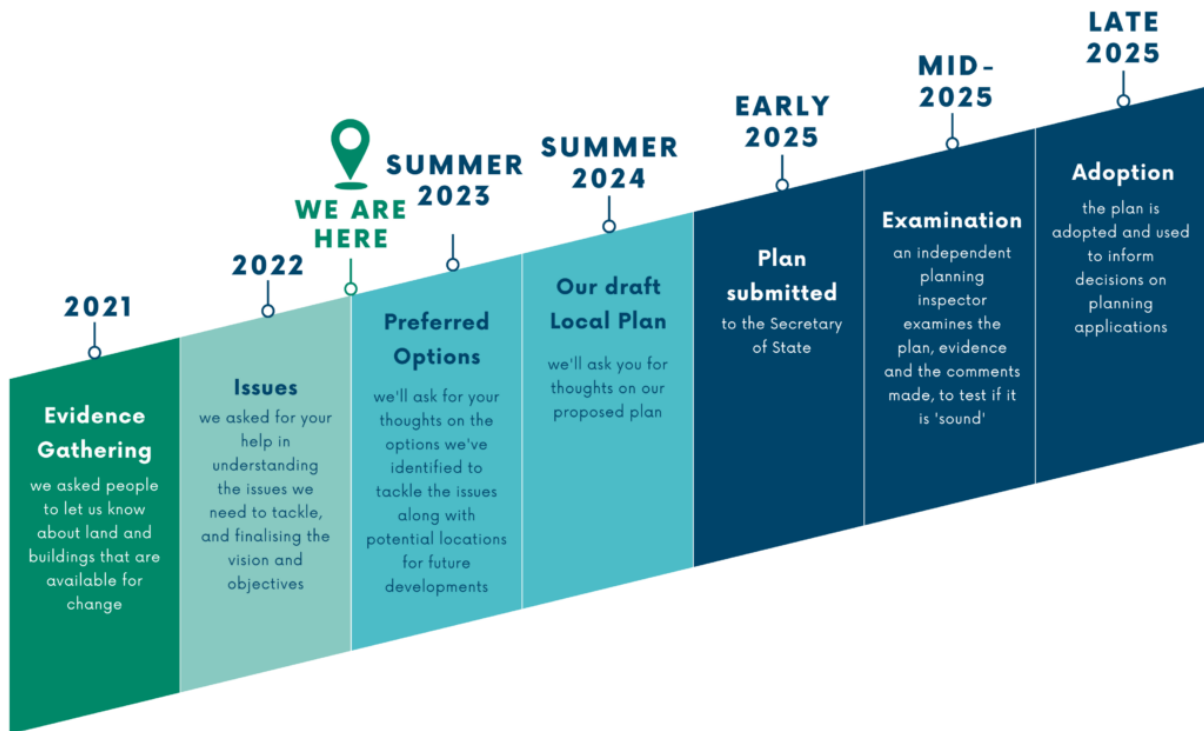 2021
Evidence
Gathering
we asked people
to let us know
about land and
buildings that are
available for
change
2022
Issues
we asked for your
help in
understanding
the issues we
need to tackle,
and finalising the
vision and
objectives
WE ARE
HERE
SUMMER
2023
Preferred
Options
we'll ask for your
thoughts on the
options we've
identified to
tackle the issues
along with
potential locations
for future
developments
SUMMER
2024
Our draft
Local Plan
we'll ask you for
thoughts on our
proposed plan
EARLY
2025
Plan
submitted
to the Secretary
of State
MID-
2025
Examination
an independent
planning
inspector
examines the
plan, evidence
and the comments
made, to test if it
is 'sound'
LATE
2025
Adoption
the plan is
adopted and used
to inform
decisions on
planning
applications